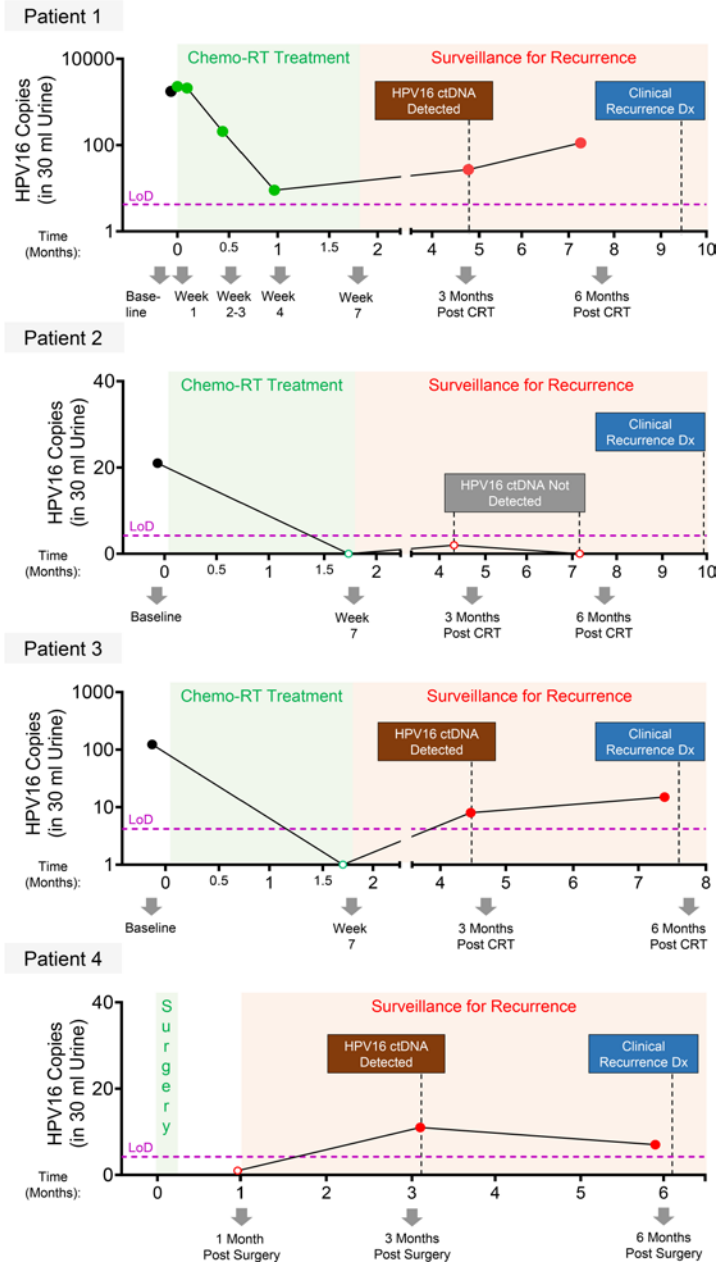 Patient 1
Chemo-RT Treatment Surveillance for Recurrence
HPV16 Copies
(in 30 ml Urine)
10000
100
1
LoD
HPV16 ctDNA
Detected
Clinical
Recurrence Dx
Time
(Months):
0 0.5 1 1.5 2 4 5 6 7 8 9 10
Base-
line
Week
1
Week
2-3
Week
4
Week
7
3 Months
Post CRT
6 Months
Post CRT
Patient 2
Chemo-RT Treatment Surveillance for Recurrence
HPV16 Copies
(in 30 ml Urine)
40
20
0
LoD
Clinical
Recurrence Dx
HPV16 ctDNA Not
Detected
Time
(Months):
0 0.5 1 1.5 2 4 5 6 7 8 9 10
Baseline
Week
7
3 Months
Post CRT
6 Months
Post CRT
Patient 3
Chemo-RT Treatment Surveillance for Recurrence
HPV16 Copies
(in 30 ml Urine)
1000
100
10
1
LoD
HPV16 ctDNA
Detected
Clinical
Recurrence Dx
Time
(Months):
0 0.5 1 1.5 2 4 5 6 7 8
Baseline
Week
7
3 Months
Post CRT
6 Months
Post CRT
Patient 4
Surgery
Surveillance for Recurrence
HPV16 Copies
(in 30 ml Urine)
40
20
0
LoD
HPV16 ctDNA
Detected
Clinical
Recurrence Dx
Time
(Months):
0 1 2 3 4 5 6
1 Month
Post Surgery
3 Months
Post Surgery
6 Months
Post Surgery